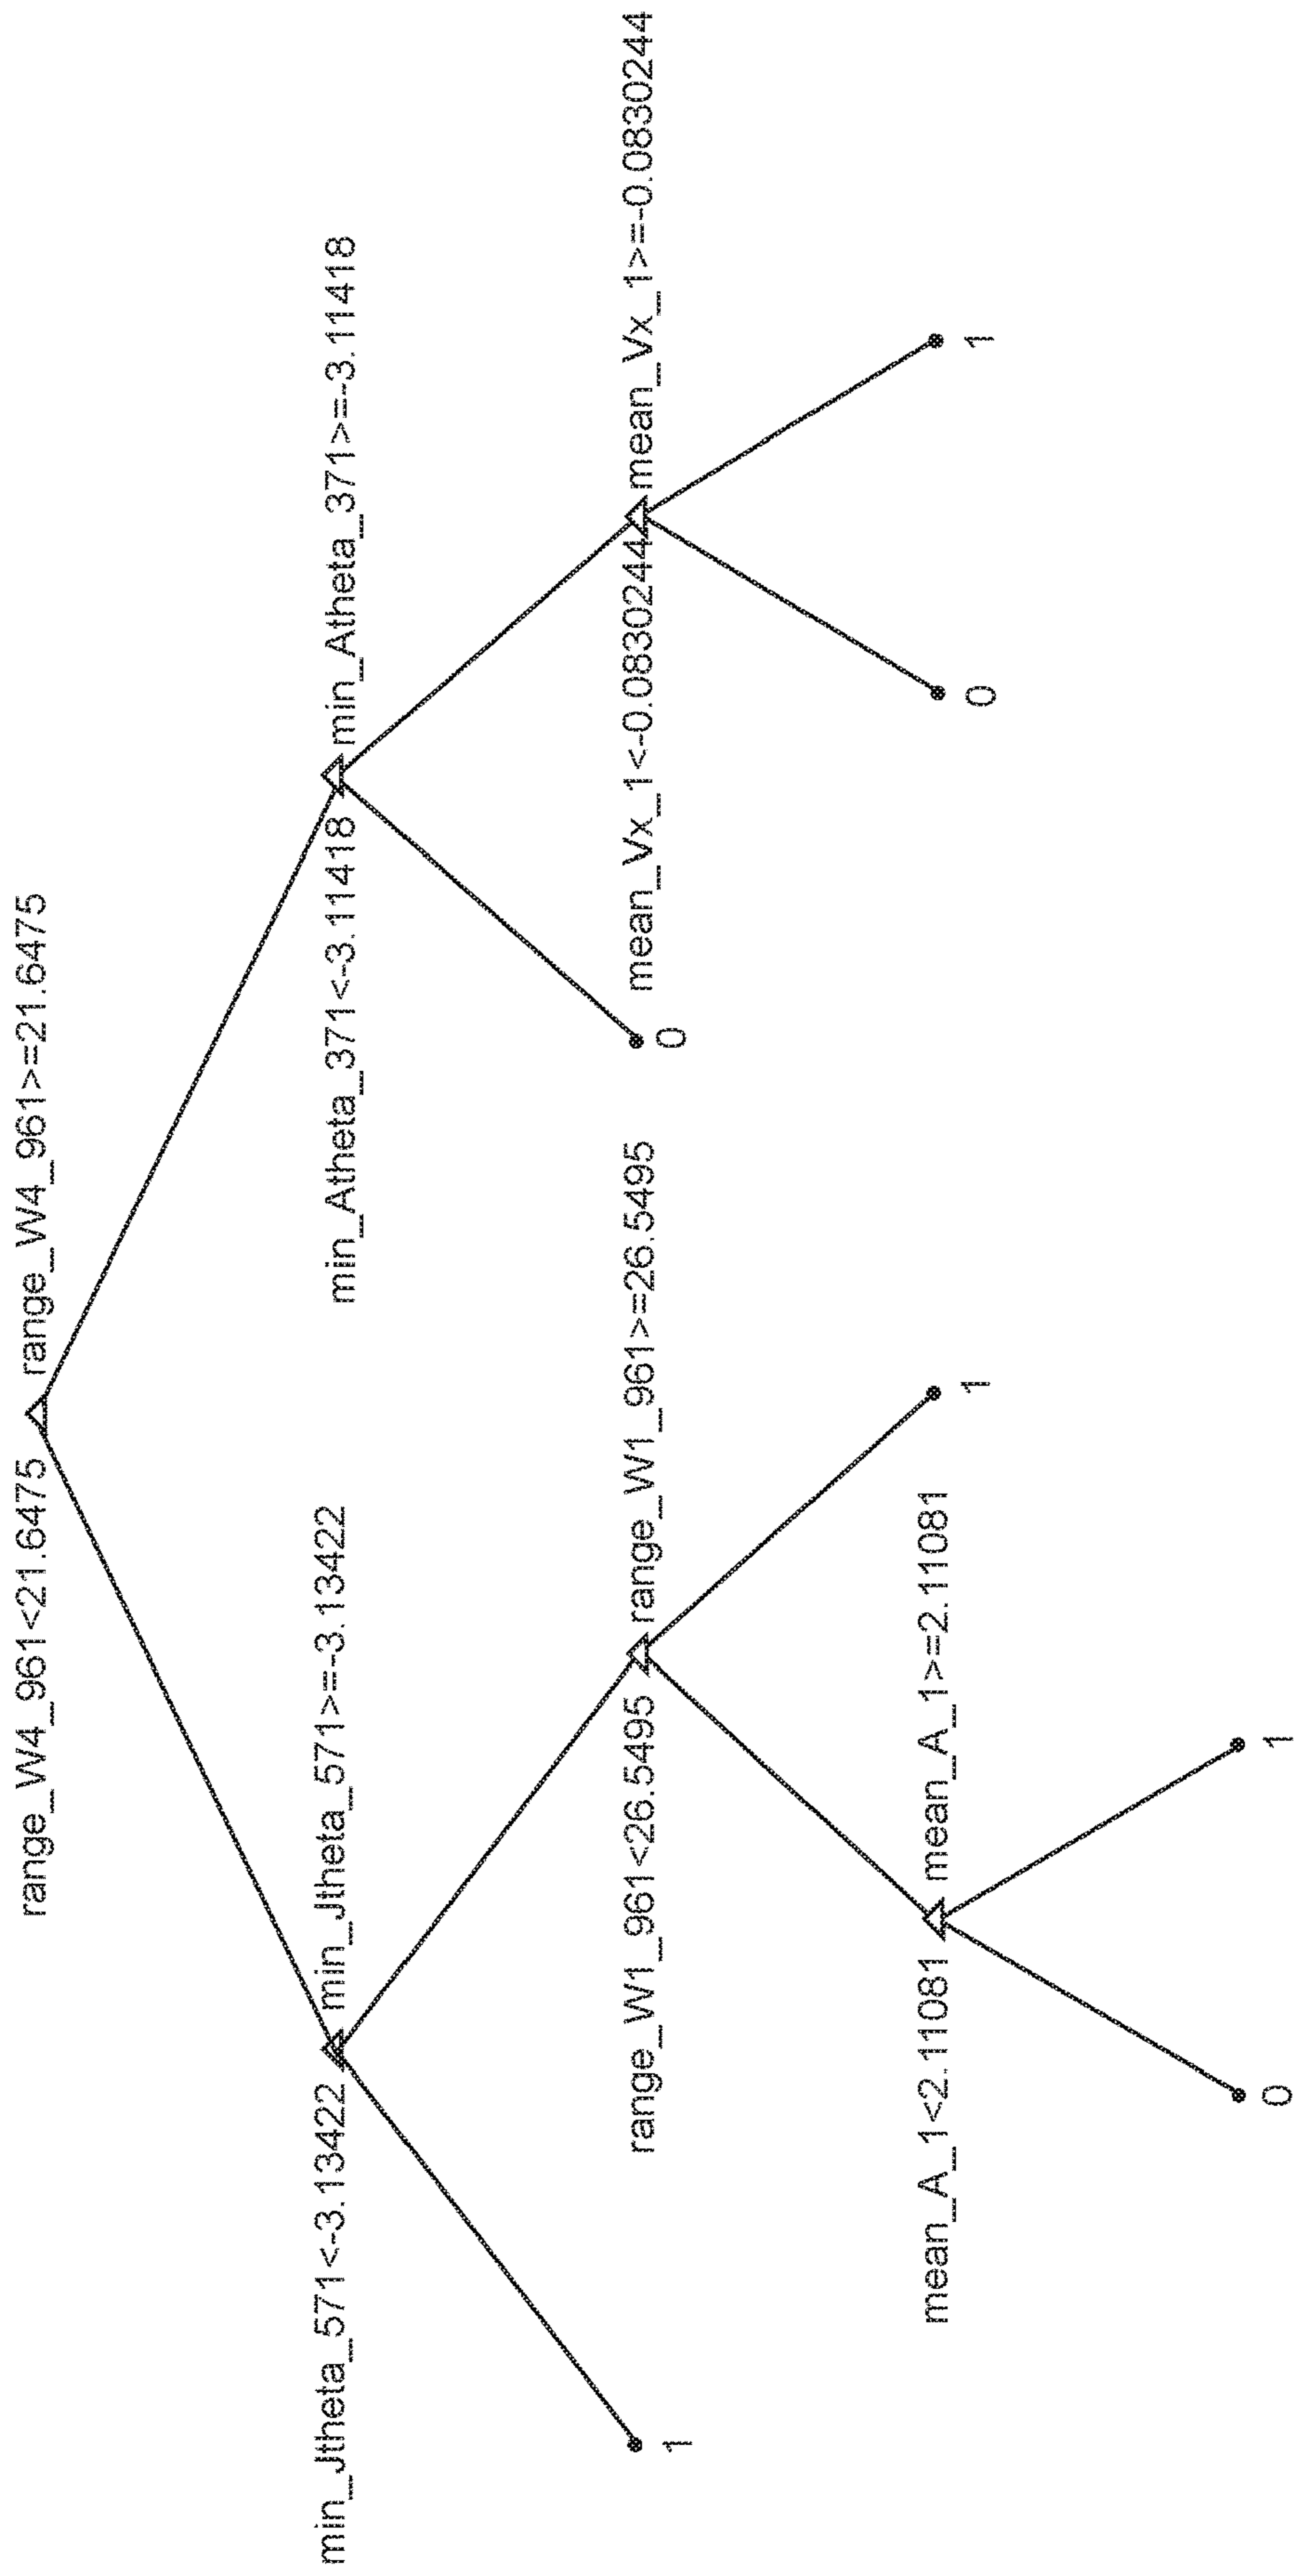 range_W4_961<21.6475
range_W4_961>=21.6475
min_Jtheta_571<-3.13422
min_Jtheta_571>=-3.13422
min_Atheta_371<-3.11418
min_Atheta_371>=-3.11418
1
range_W1_961<26.5495
range_W1_961>=26.5495
0
mean_Vx_1<-0.0830244
mean_Vx_1>=-0.0830244
mean_A_1<2.11081
mean_A_1>=2.11081
1
0
1
0
1